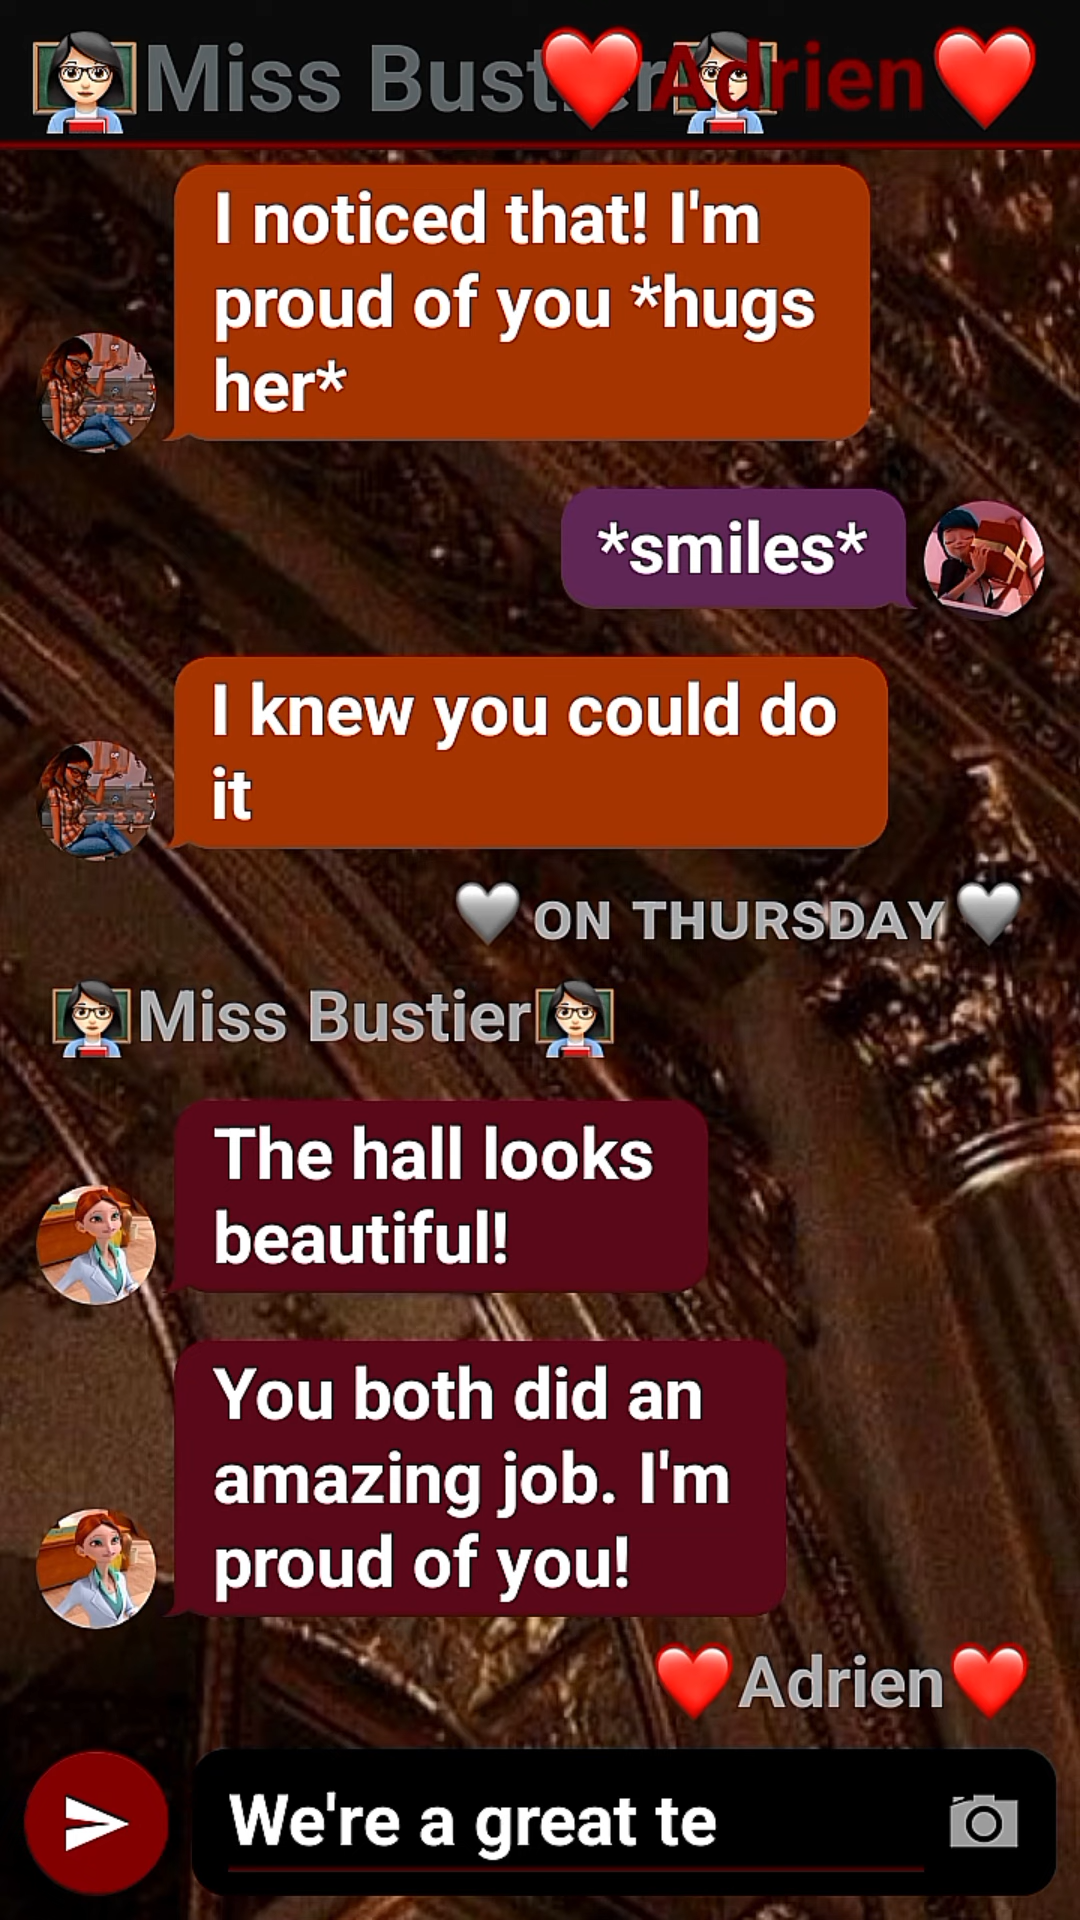 👩🏻‍🏫Miss Bustier👩🏻‍🏫 ❤️Adrien❤️
I noticed that! I'm
proud of you *hugs
her*
*smiles*
I knew you could do
it
🤍 ON THURSDAY 🤍
👩🏻‍🏫Miss Bustier👩🏻‍🏫
The hall looks
beautiful!
You both did an
amazing job. I'm
proud of you!
❤️Adrien❤️
We're a great te